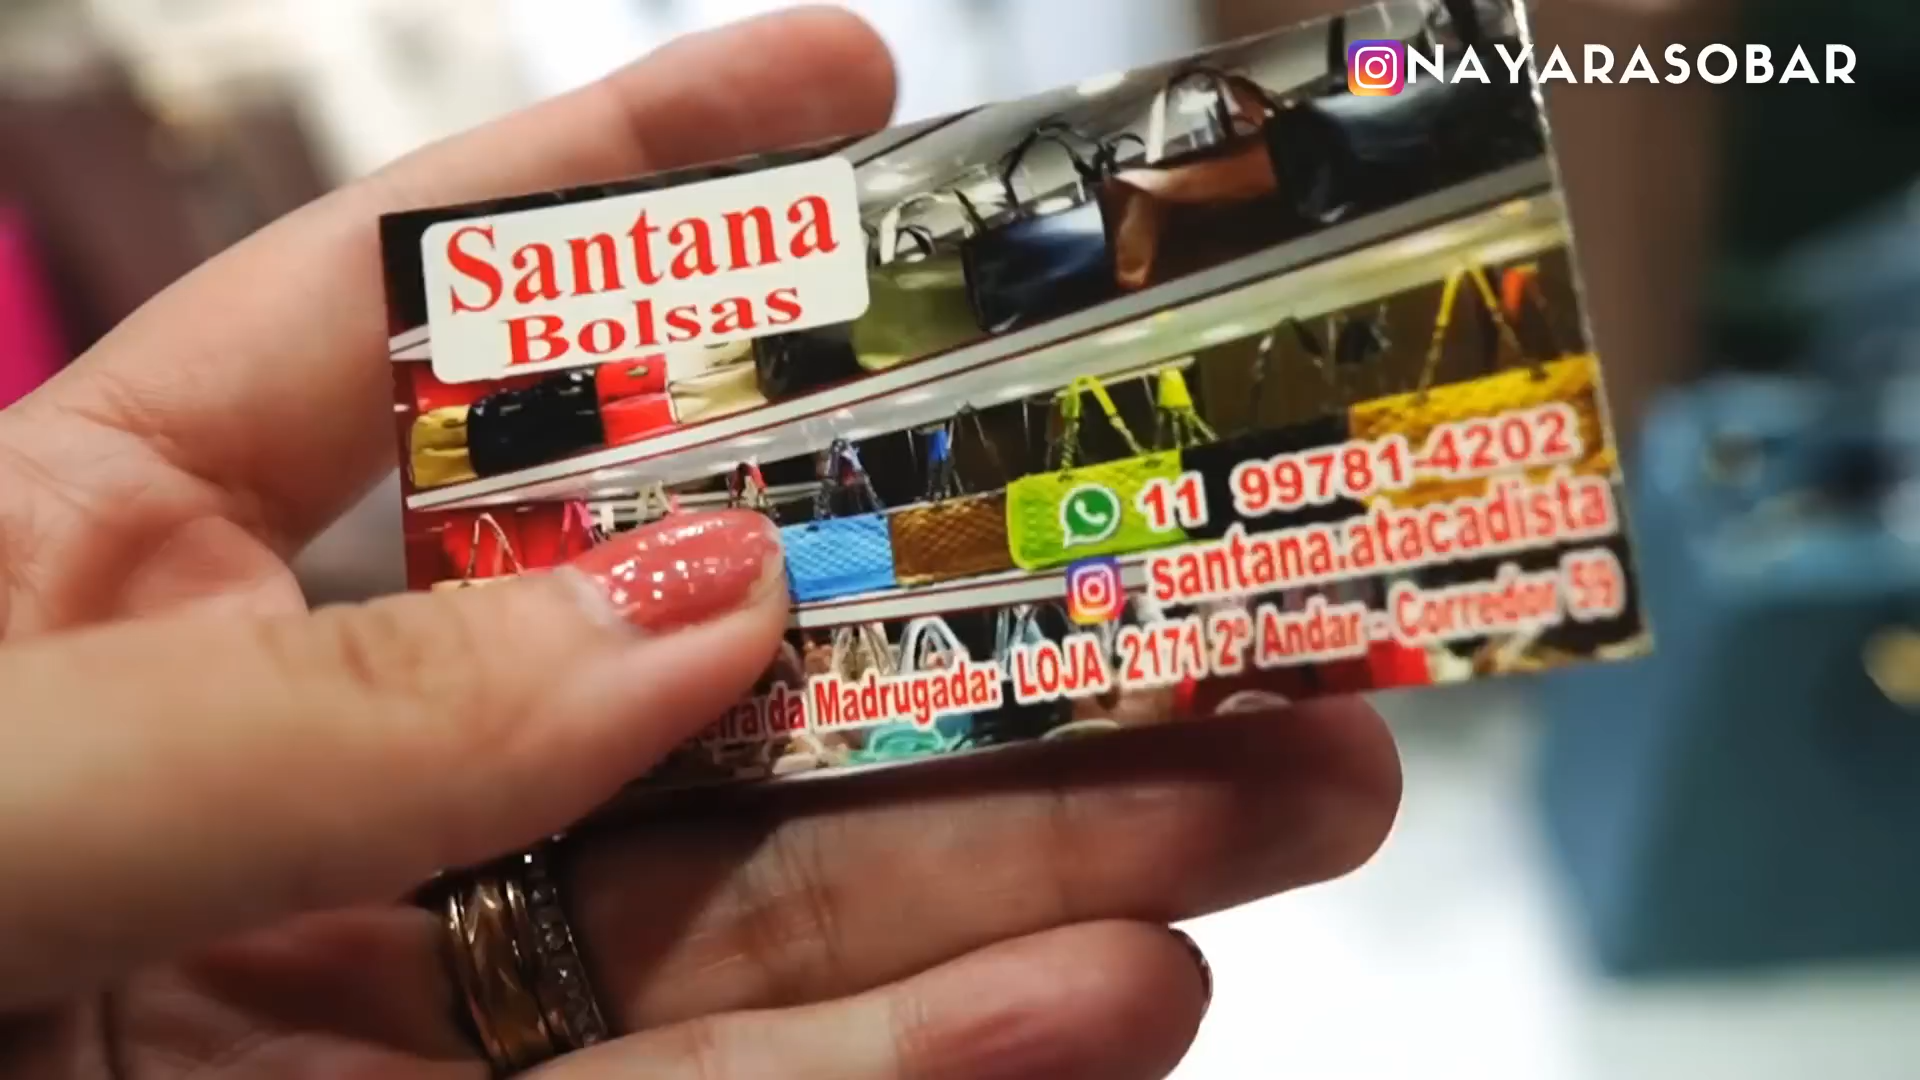 NAYARASOBAR
Santana
Bolsas
11 99781-4202
santana.atacadista
da Madrugada: LOJA 2171 2º Andar - Corredor 59